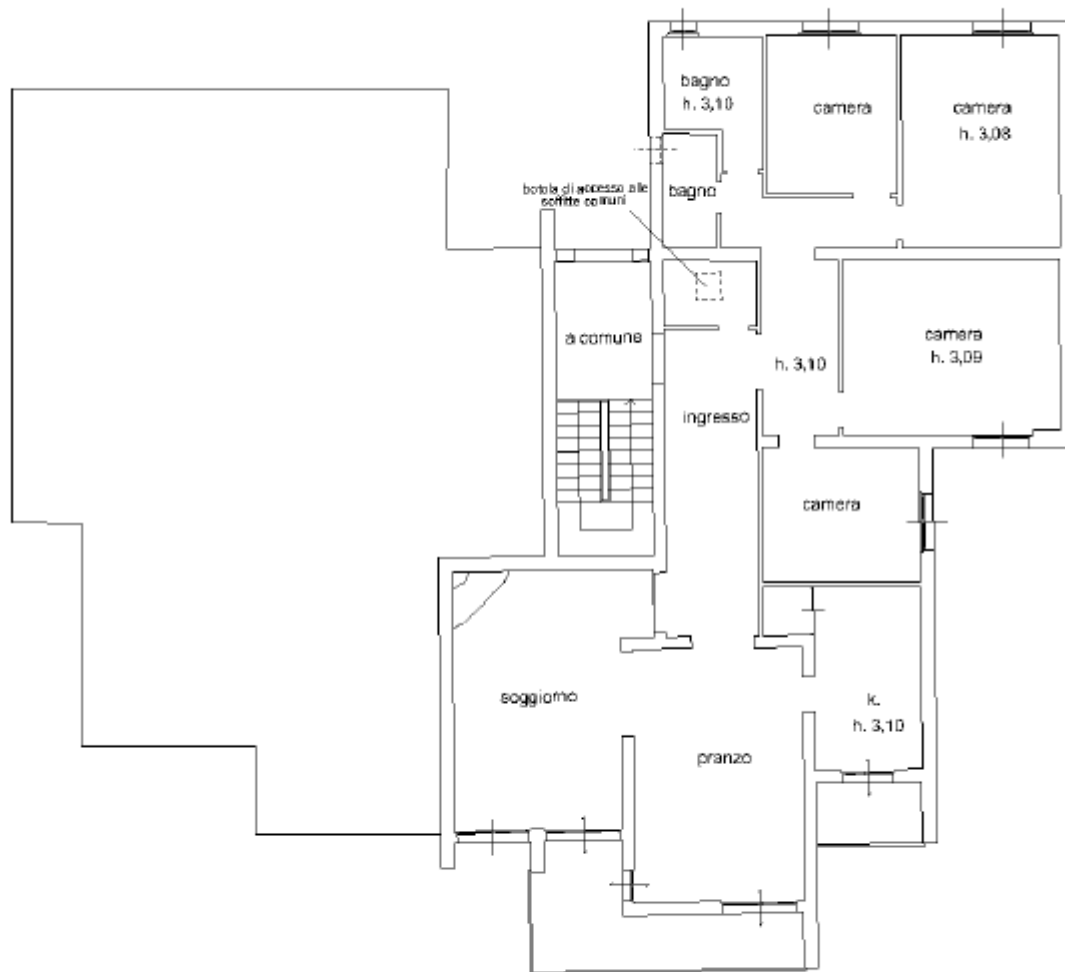 bagno
h. 3,10
camera
camera
h. 3,08
botola di accesso alle
soffitte comuni
bagno
a comune
camera
h. 3,09
h. 3,10
ingresso
camera
soggiorno
k.
h. 3,10
pranzo